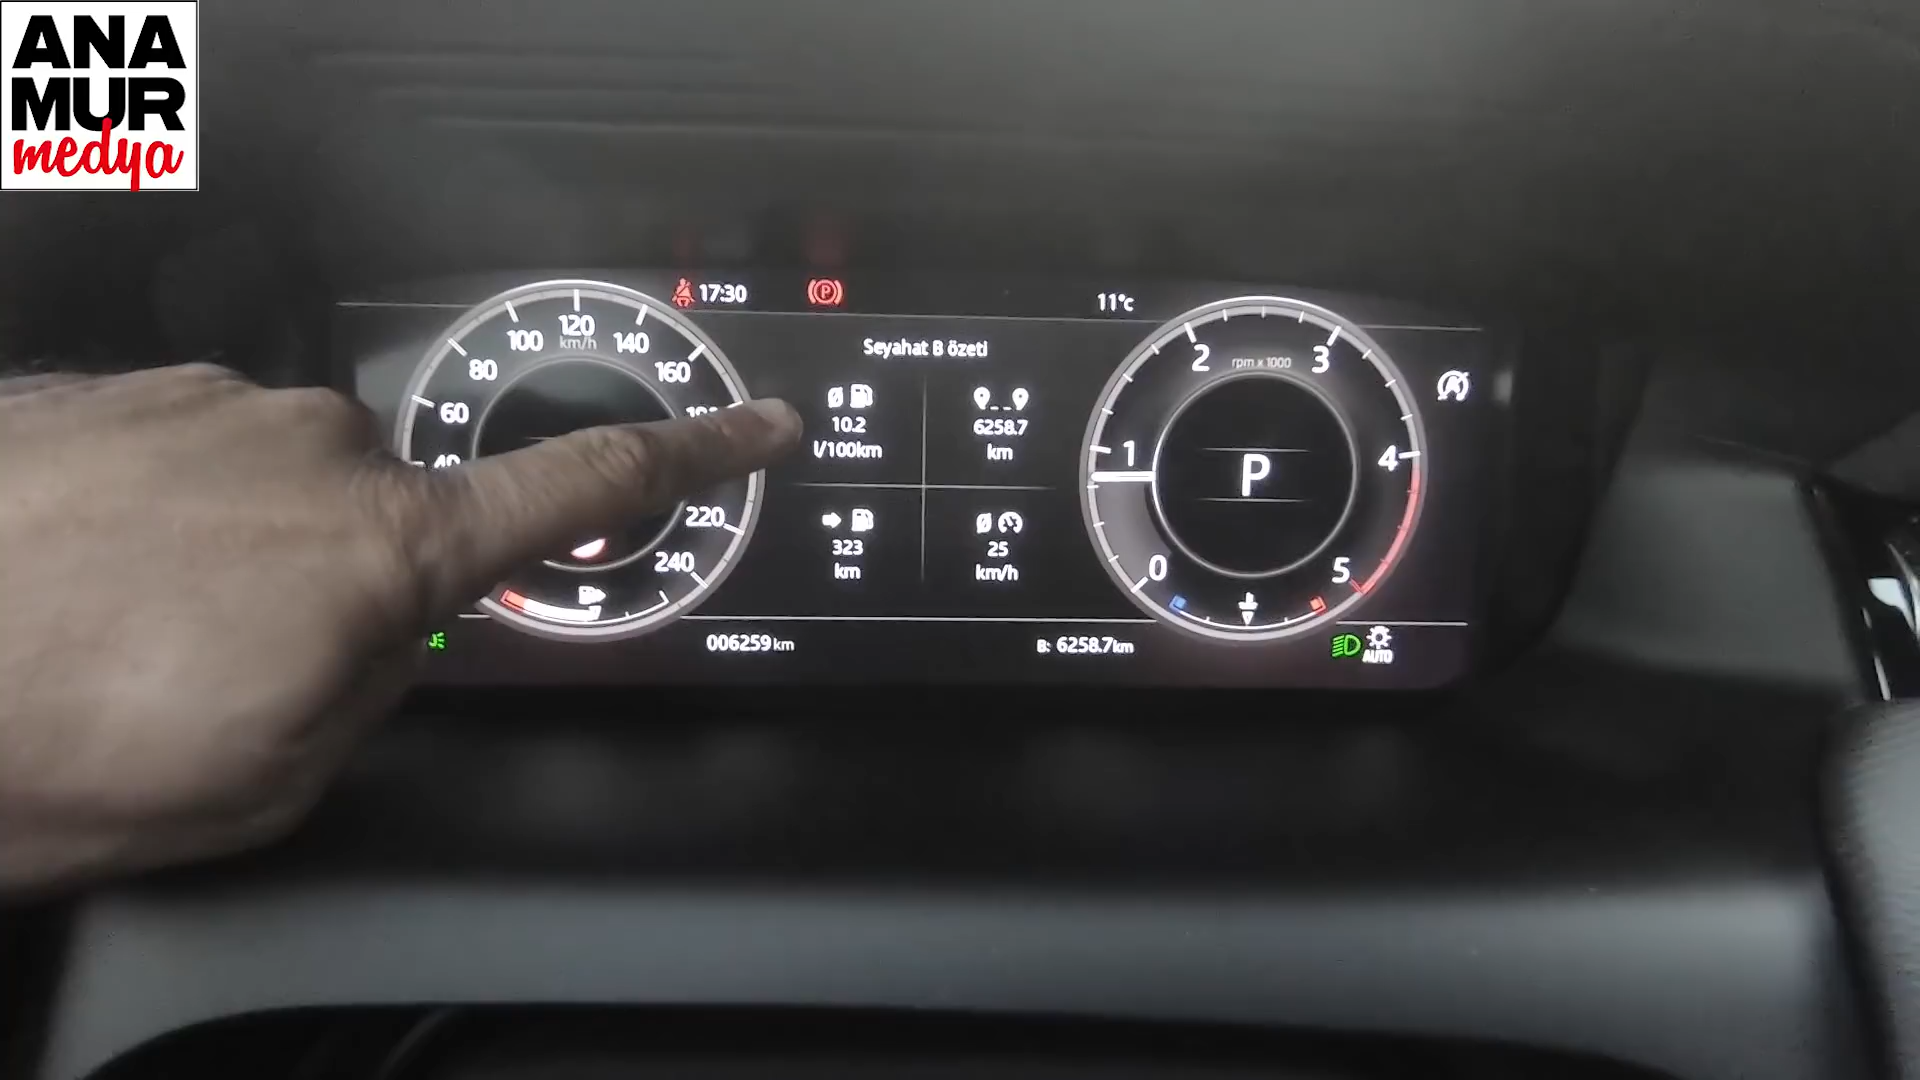 ANA
MUR
medya
17:30
11°c
Seyahat B özeti
10.2
l/100km
6258.7
km
323
km
25
km/h
60
80
100
120
km/h
140
160
220
240
0
1
2
rpm x 1000
3
4
5
P
006259 km
B: 6258.7km
AUTO